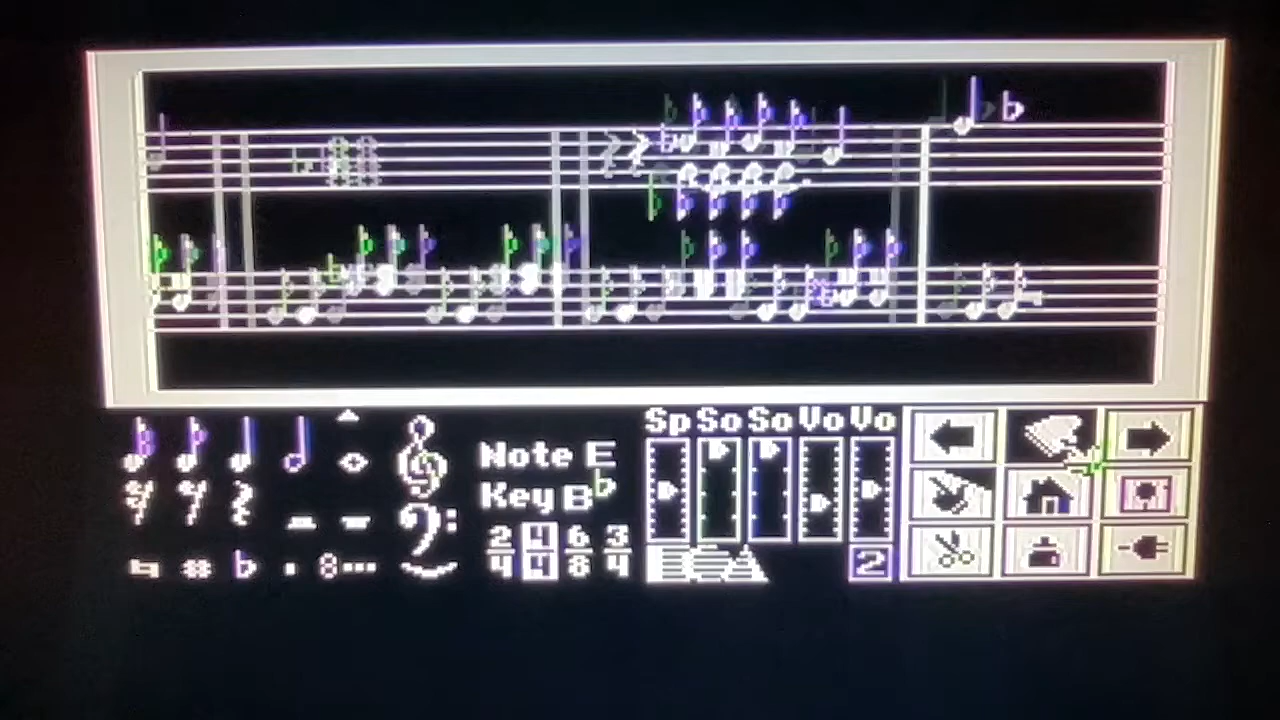 Sp So So Vo Vo
Note E
Key B♭
2/4 4/4 6/8 3/4
2